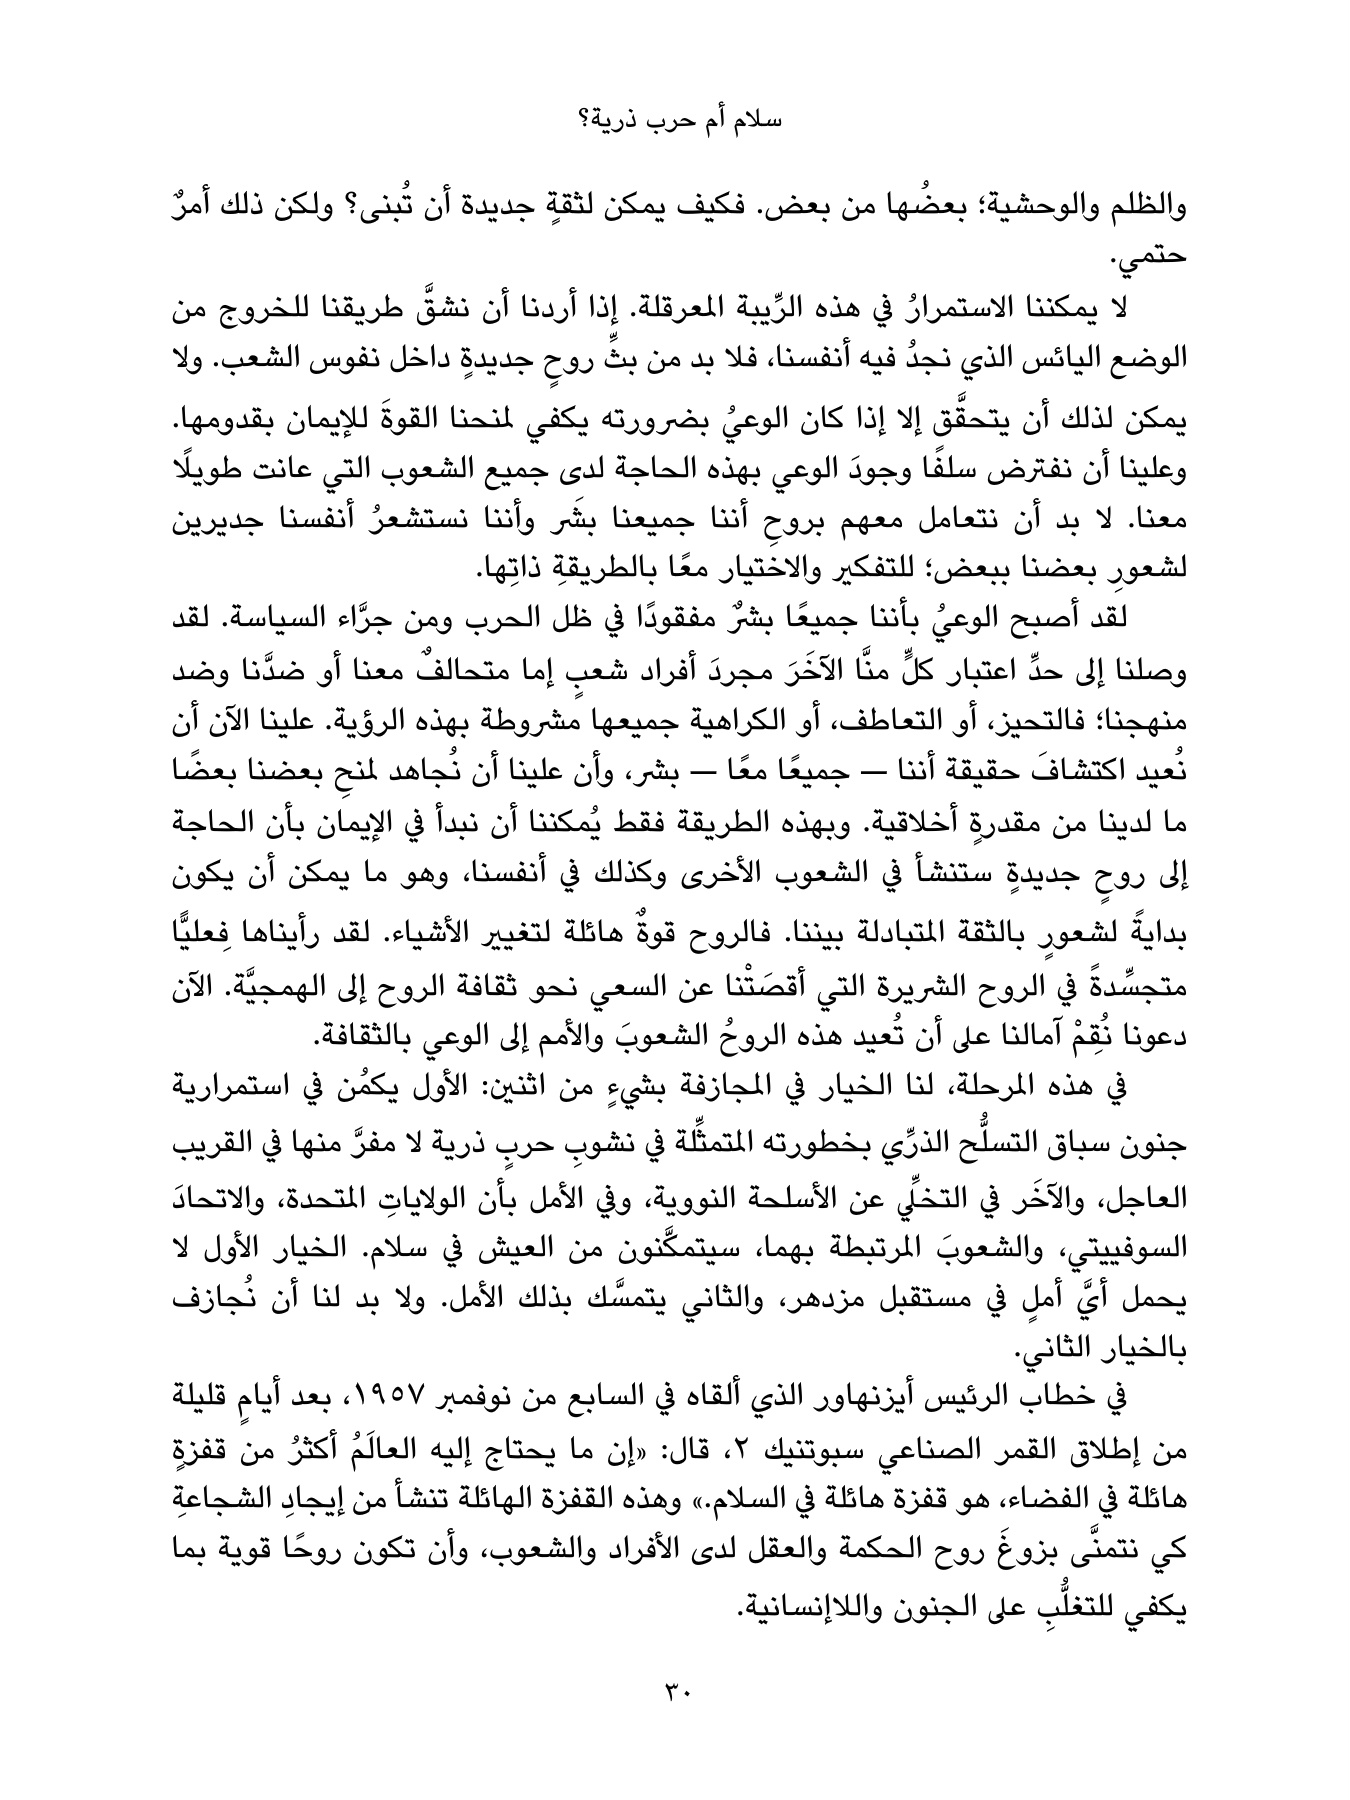 سلام أم حرب ذرية؟
والظلم والوحشية؛ بعضُها من بعض. فكيف يمكن لثقةٍ جديدة أن تُبنى؟ ولكن ذلك أمرٌ
حتمي.
لا يمكننا الاستمرارُ في هذه الرِّيبة المعرقلة. إذا أردنا أن نشقَّ طريقنا للخروج من
الوضع اليائس الذي نجدُ فيه أنفسنا، فلا بد من بثِّ روحٍ جديدةٍ داخل نفوس الشعب. ولا
يمكن لذلك أن يتحقَّق إلا إذا كان الوعيُ بضرورته يكفي لمنحنا القوةَ للإيمان بقدومها.
وعلينا أن نفترض سلفًا وجودَ الوعي بهذه الحاجة لدى جميع الشعوب التي عانت طويلًا
معنا. لا بد أن نتعامل معهم بروحِ أننا جميعنا بشَر وأننا نستشعرُ أنفسنا جديرين
لشعورِ بعضنا ببعض؛ للتفكير والاختيار معًا بالطريقةِ ذاتِها.
لقد أصبح الوعيُ بأننا جميعًا بشرٌ مفقودًا في ظل الحرب ومن جرَّاء السياسة. لقد
وصلنا إلى حدِّ اعتبار كلٍّ منَّا الآخَرَ مجردَ أفراد شعبٍ إما متحالفٌ معنا أو ضدَّنا وضد
منهجنا؛ فالتحيز، أو التعاطف، أو الكراهية جميعها مشروطة بهذه الرؤية. علينا الآن أن
نُعيد اكتشافَ حقيقة أننا — جميعًا معًا — بشر، وأن علينا أن نُجاهد لمنحِ بعضنا بعضًا
ما لدينا من مقدرةٍ أخلاقية. وبهذه الطريقة فقط يُمكننا أن نبدأ في الإيمان بأن الحاجة
إلى روحٍ جديدةٍ ستنشأ في الشعوب الأخرى وكذلك في أنفسنا، وهو ما يمكن أن يكون
بدايةً لشعورٍ بالثقة المتبادلة بيننا. فالروح قوةٌ هائلة لتغيير الأشياء. لقد رأيناها فِعليًّا
متجسِّدةً في الروح الشريرة التي أقصَتْنا عن السعي نحو ثقافة الروح إلى الهمجيَّة. الآن
دعونا نُقِمْ آمالنا على أن تُعيد هذه الروحُ الشعوبَ والأمم إلى الوعي بالثقافة.
في هذه المرحلة، لنا الخيار في المجازفة بشيءٍ من اثنين: الأول يكمُن في استمرارية
جنون سباق التسلُّح الذرِّي بخطورته المتمثِّلة في نشوبِ حربٍ ذرية لا مفرَّ منها في القريب
العاجل، والآخَر في التخلِّي عن الأسلحة النووية، وفي الأمل بأن الولاياتِ المتحدة، والاتحادَ
السوفييتي، والشعوبَ المرتبطة بهما، سيتمكَّنون من العيش في سلام. الخيار الأول لا
يحمل أيَّ أملٍ في مستقبل مزدهر، والثاني يتمسَّك بذلك الأمل. ولا بد لنا أن نُجازف
بالخيار الثاني.
في خطاب الرئيس أيزنهاور الذي ألقاه في السابع من نوفمبر ١٩٥٧، بعد أيامٍ قليلة
من إطلاق القمر الصناعي سبوتنيك ٢، قال: «إن ما يحتاج إليه العالَمُ أكثرُ من قفزةٍ
هائلة في الفضاء، هو قفزة هائلة في السلام.» وهذه القفزة الهائلة تنشأ من إيجادِ الشجاعةِ
كي نتمنَّى بزوغَ روح الحكمة والعقل لدى الأفراد والشعوب، وأن تكون روحًا قوية بما
يكفي للتغلُّبِ على الجنون واللاإنسانية.
٣٠